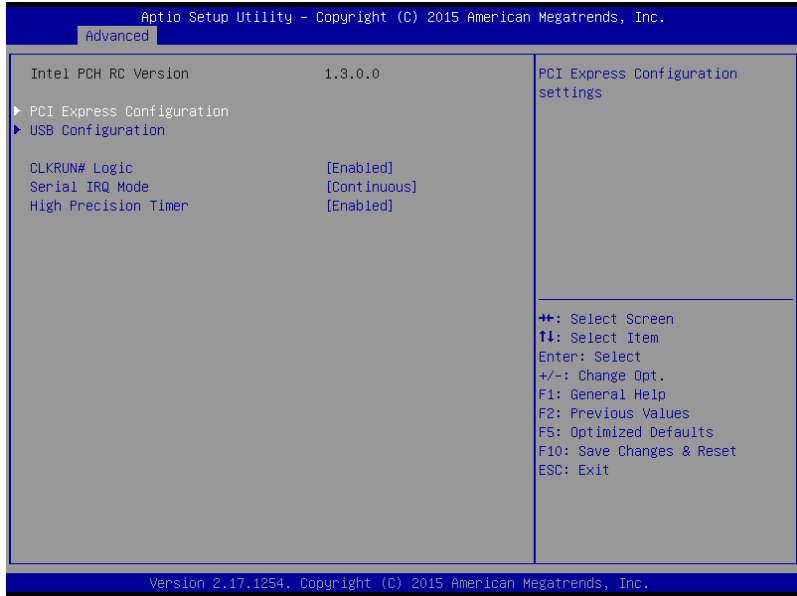 Aptio Setup Utility – Copyright (C) 2015 American Megatrends, Inc.
Advanced
Intel PCH RC Version 1.3.0.0
PCI Express Configuration
USB Configuration
CLKRUN# Logic [Enabled]
Serial IRQ Mode [Continuous]
High Precision Timer [Enabled]
PCI Express Configuration
settings
→←: Select Screen
↑↓: Select Item
Enter: Select
+/-: Change Opt.
F1: General Help
F2: Previous Values
F5: Optimized Defaults
F10: Save Changes & Reset
ESC: Exit
Version 2.17.1254. Copyright (C) 2015 American Megatrends, Inc.